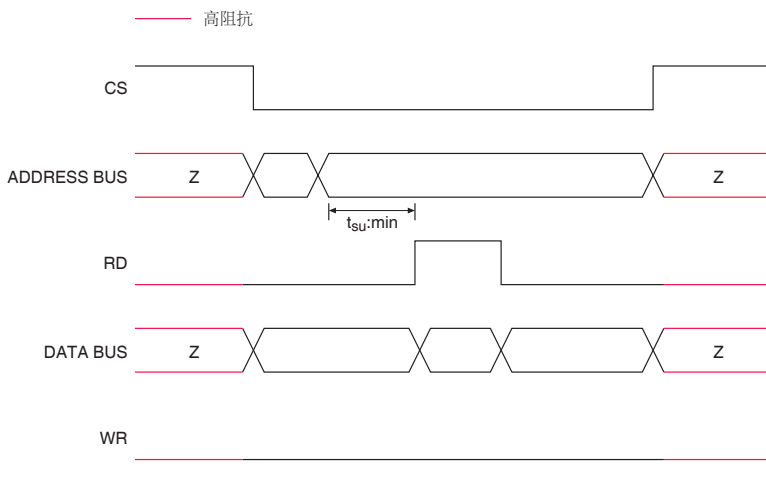 高阻抗
CS
ADDRESS BUS Z Z
tsu:min
RD
DATA BUS Z Z
WR